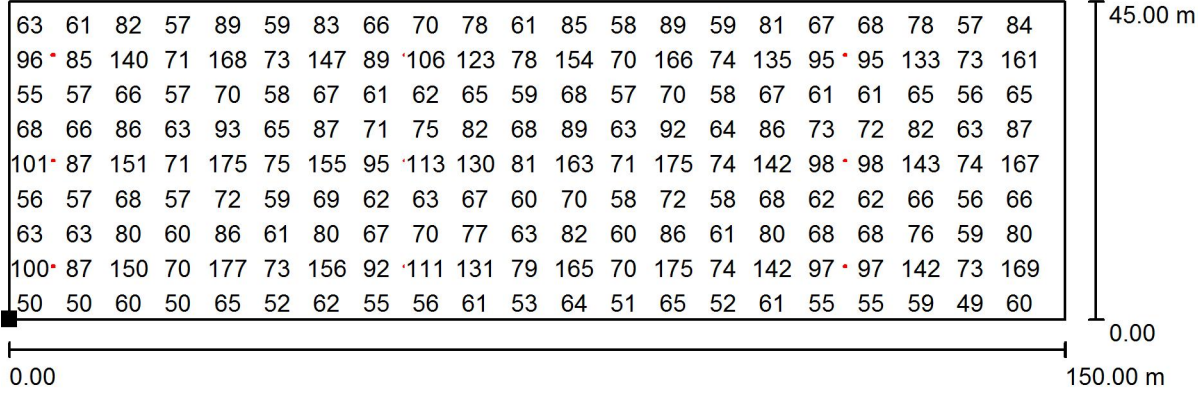 63 61 82 57 89 59 83 66 70 78 61 85 58 89 59 81 67 68 78 57 84
45.00 m
96 85 140 71 168 73 147 89 106 123 78 154 70 166 74 135 95 95 133 73 161
55 57 66 57 70 58 67 61 62 65 59 68 57 70 58 67 61 61 65 56 65
68 66 86 63 93 65 87 71 75 82 68 89 63 92 64 86 73 72 82 63 87
101 87 151 71 175 75 155 95 113 130 81 163 71 175 74 142 98 98 143 74 167
56 57 68 57 72 59 69 62 63 67 60 70 58 72 58 68 62 62 66 56 66
63 63 80 60 86 61 80 67 70 77 63 82 60 86 61 80 68 68 76 59 80
100 87 150 70 177 73 156 92 111 131 79 165 70 175 74 142 97 97 142 73 169
50 50 60 50 65 52 62 55 56 61 53 64 51 65 52 61 55 55 59 49 60
0.00
0.00
150.00 m